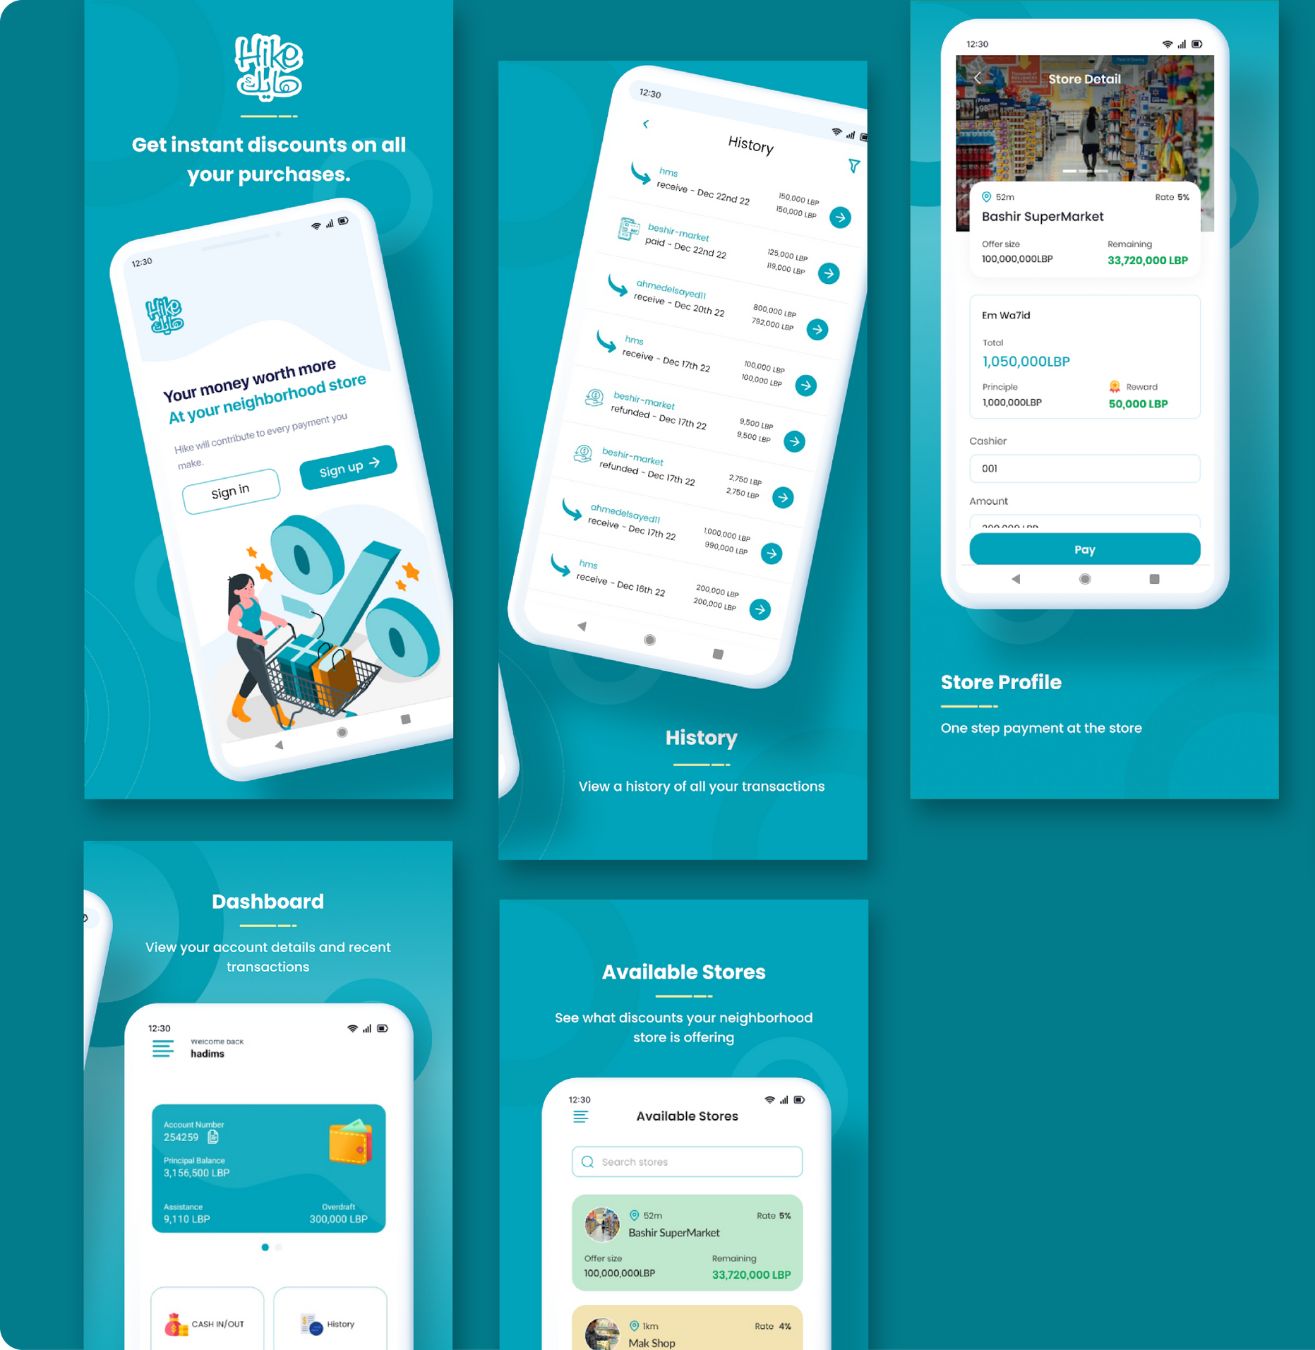 Hike
هايك
Get instant discounts on all
your purchases.
12:30
Hike
هايك
Your money worth more
At your neighborhood store
Hike will contribute to every payment you
make.
Sign in
Sign up
12:30
History
hms
receive - Dec 22nd 22
150,000 LBP
150,000 LBP
beshir-market
paid - Dec 22nd 22
125,000 LBP
119,000 LBP
ahmedelsayed11
receive - Dec 20th 22
800,000 LBP
792,000 LBP
hms
receive - Dec 17th 22
100,000 LBP
100,000 LBP
beshir-market
refunded - Dec 17th 22
9,500 LBP
9,500 LBP
beshir-market
refunded - Dec 17th 22
2,750 LBP
2,750 LBP
ahmedelsayed11
receive - Dec 17th 22
1,000,000 LBP
990,000 LBP
hms
receive - Dec 16th 22
200,000 LBP
200,000 LBP
History
View a history of all your transactions
12:30
Store Detail
52m
Rate 5%
Bashir SuperMarket
Offer size
Remaining
100,000,000LBP
33,720,000 LBP
Em Wa7id
Total
1,050,000LBP
Principle
Reward
1,000,000LBP
50,000 LBP
Cashier
001
Amount
Pay
Store Profile
One step payment at the store
Dashboard
View your account details and recent
transactions
12:30
Welcome back
hadims
Account Number
254259
Principal Balance
3,156,500 LBP
Assistance
Overdraft
9,110 LBP
300,000 LBP
CASH IN/OUT
History
Available Stores
See what discounts your neighborhood
store is offering
12:30
Available Stores
Search stores
52m
Rate 5%
Bashir SuperMarket
Offer size
Remaining
100,000,000LBP
33,720,000 LBP
1km
Rate 4%
Mak Shop